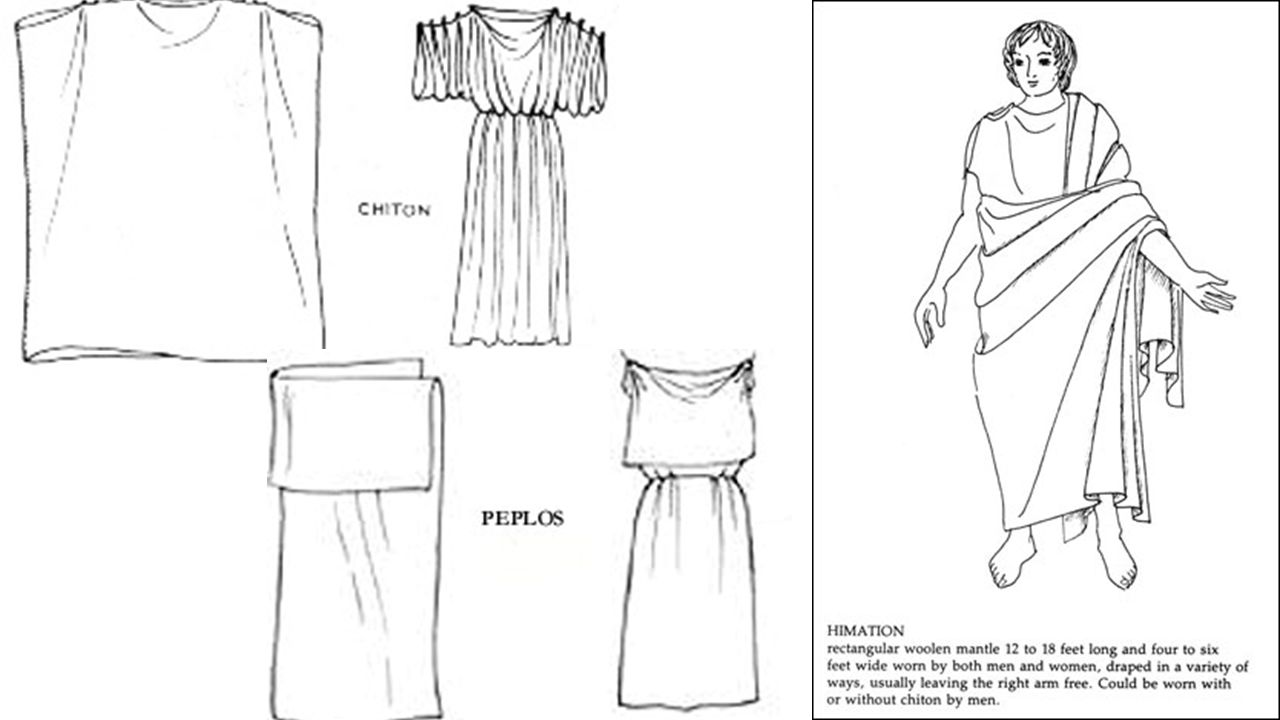 CHITON
PEPLOS
HIMATION
rectangular woolen mantle 12 to 18 feet long and four to six
feet wide worn by both men and women, draped in a variety of
ways, usually leaving the right arm free. Could be worn with
or without chiton by men.